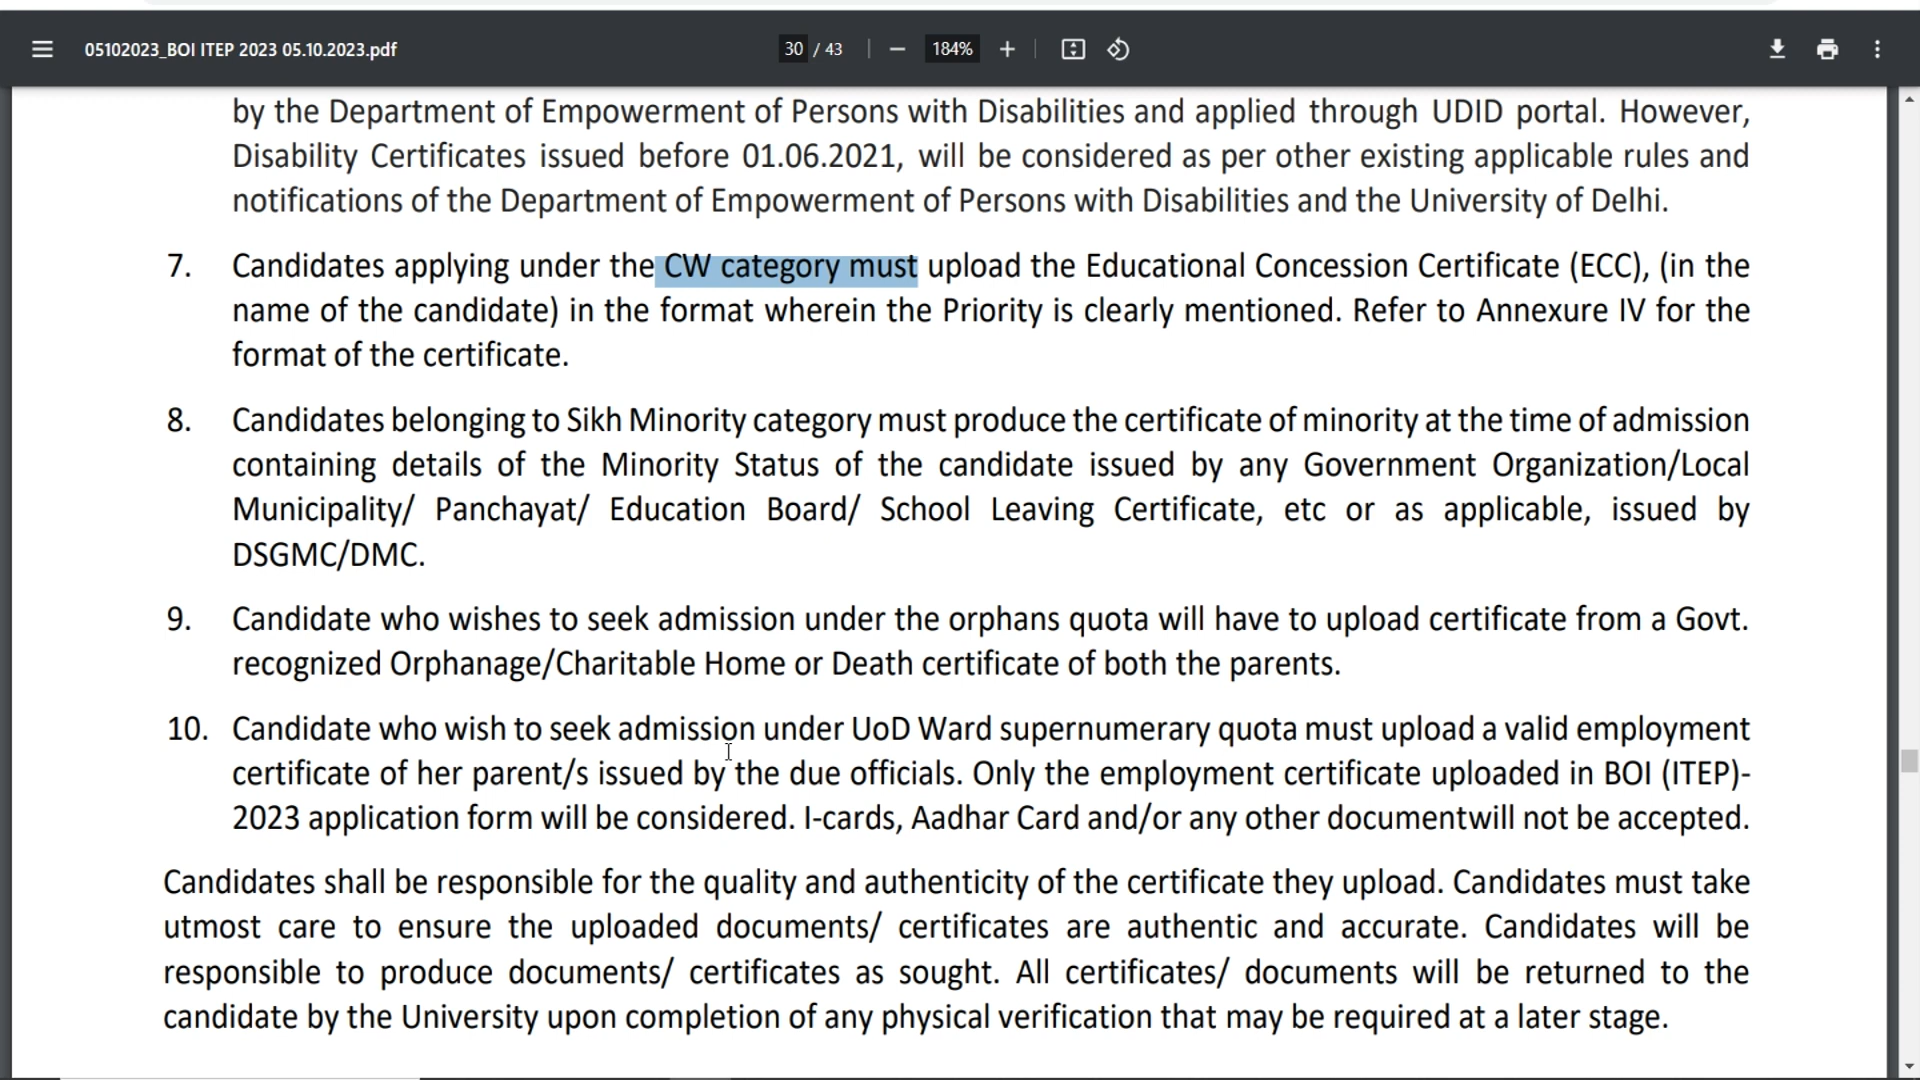 05102023_BOI ITEP 2023 05.10.2023.pdf
30 / 43
184%
by the Department of Empowerment of Persons with Disabilities and applied through UDID portal. However,
Disability Certificates issued before 01.06.2021, will be considered as per other existing applicable rules and
notifications of the Department of Empowerment of Persons with Disabilities and the University of Delhi.
7. Candidates applying under the CW category must upload the Educational Concession Certificate (ECC), (in the
name of the candidate) in the format wherein the Priority is clearly mentioned. Refer to Annexure IV for the
format of the certificate.
8. Candidates belonging to Sikh Minority category must produce the certificate of minority at the time of admission
containing details of the Minority Status of the candidate issued by any Government Organization/Local
Municipality/ Panchayat/ Education Board/ School Leaving Certificate, etc or as applicable, issued by
DSGMC/DMC.
9. Candidate who wishes to seek admission under the orphans quota will have to upload certificate from a Govt.
recognized Orphanage/Charitable Home or Death certificate of both the parents.
10. Candidate who wish to seek admission under UoD Ward supernumerary quota must upload a valid employment
certificate of her parent/s issued by the due officials. Only the employment certificate uploaded in BOI (ITEP)-
2023 application form will be considered. I-cards, Aadhar Card and/or any other documentwill not be accepted.
Candidates shall be responsible for the quality and authenticity of the certificate they upload. Candidates must take
utmost care to ensure the uploaded documents/ certificates are authentic and accurate. Candidates will be
responsible to produce documents/ certificates as sought. All certificates/ documents will be returned to the
candidate by the University upon completion of any physical verification that may be required at a later stage.